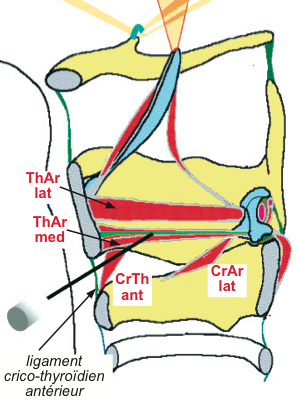 ThAr
lat
ThAr
med
CrTh
ant
CrAr
lat
ligament
crico-thyroïdien
antérieur